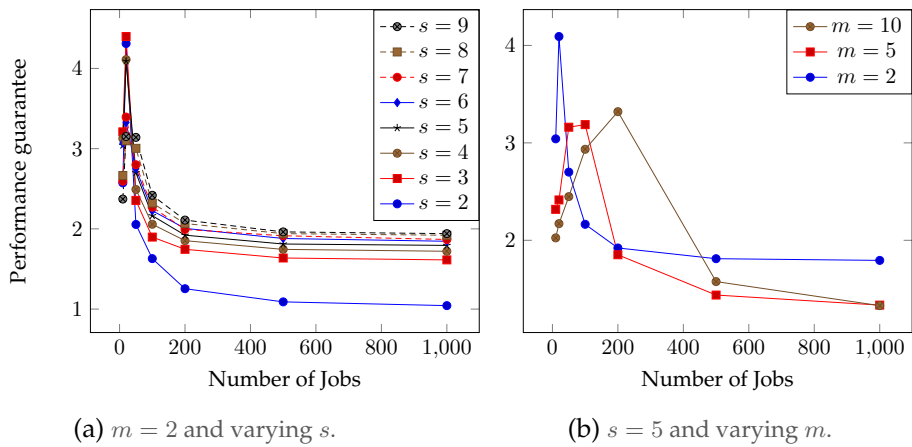 Performance guarantee
4
3
2
1
0 200 400 600 800 1,000
Number of Jobs
s = 9
s = 8
s = 7
s = 6
s = 5
s = 4
s = 3
s = 2
(a) m = 2 and varying s.
4
3
2
0 200 400 600 800 1,000
Number of Jobs
m = 10
m = 5
m = 2
(b) s = 5 and varying m.